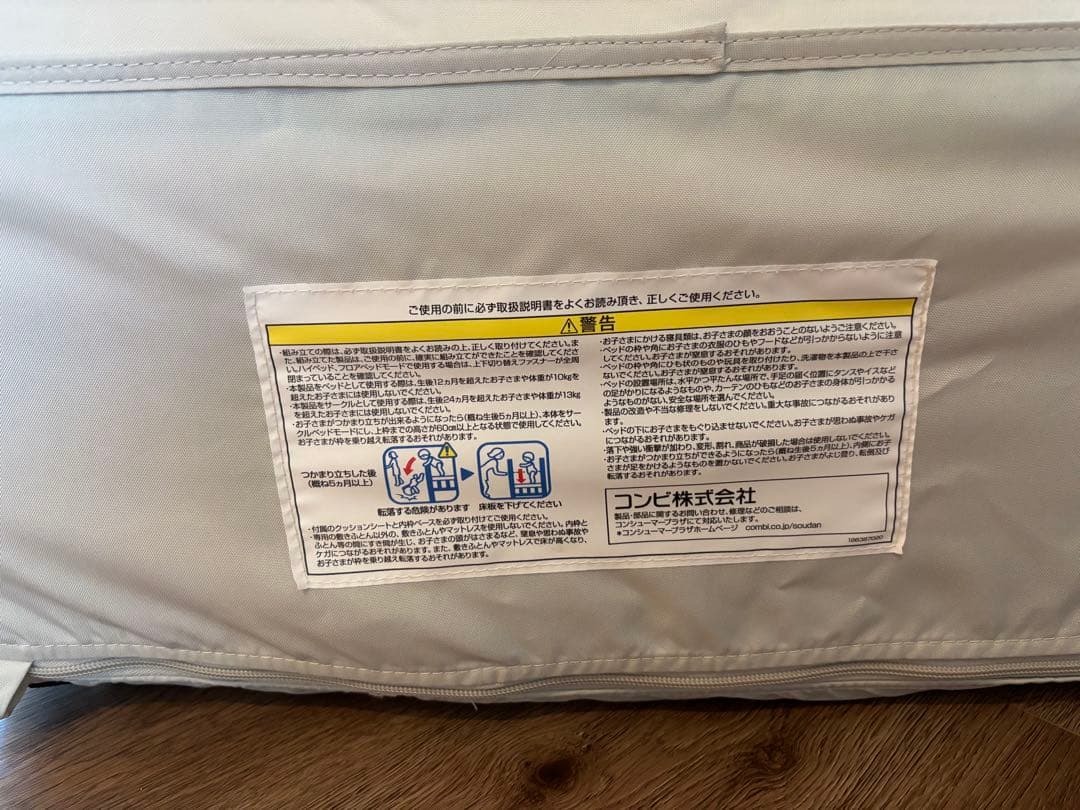 ご使用の前に必ず取扱説明書をよくお読み頂き、正しくご使用ください。
⚠警告
・組み立ての際は、必ず取扱説明書をよくお読みの上、正しく取り付けてください。ま
た、組み立てた製品は、ご使用の前に、確実に組み立てができたことを確認してくださ
い。ハイベッド、フロアベッドモードで使用する場合は、上下切り替えファスナーが全周
閉まっていることを確認してください。
・本製品をベッドとして使用する際は、生後12ヵ月を超えたお子さまや体重が10kgを
超えたお子さまには使用しないでください。
・本製品をサークルとして使用する際は、生後24ヵ月を超えたお子さまや体重が13kg
を超えたお子さまには使用しないでください。
・お子さまがつかまり立ちが出来るようになったら(概ね生後5ヵ月以上)、本体をサー
クルベッドモードにし、上枠までの高さが60cm以上となる状態で使用してください。
お子さまが枠を乗り越え転落するおそれがあります。
つかまり立ちした後
(概ね5ヵ月以上)
転落する危険があります
床板を下げてください
・付属のクッションシートと内枠ベースを必ず取り付けてご使用ください。
・専用の敷きふとん以外の、敷きふとんやマットレスを使用しないでください。内枠と
ふとん等の間にすき間が生じ、お子さまの頭がはさまるなど、窒息や思わぬ事故や
ケガにつながるおそれがあります。また、敷きふとんやマットレスで床が高くなり、
お子さまが枠を乗り越え転落するおそれがあります。
・お子さまにかける寝具類は、お子さまの顔をおおうことのないようご注意ください。
・ベッドの枠や角にお子さまの衣服のひもやフードなどが引っかからないように注意
してください。お子さまが窒息するおそれがあります。
・ベッドの枠や角にひも状のものや玩具を取り付けたり、洗濯物を本製品の上で干さ
ないでください。お子さまが窒息するおそれがあります。
・ベッドの設置場所は、水平かつ平たんな場所で、手足の届く位置にタンスやイスなど
の足がかりになるようなものや、カーテンのひもなどのお子さまの身体が引っかかる
ようなものがない、安全な場所を選んでください。
・製品の改造や不当な修理をしないでください。重大な事故につながるおそれがあり
ます。
・ベッドの下にお子さまをもぐり込ませないでください。お子さまが思わぬ事故やケガ
につながるおそれがあります。
・落下や強い衝撃が加わり、変形、割れ、商品が破損した場合は使用しないでください。
・お子さまがつかまり立ちができるようになったら(概ね生後5ヵ月以上)、内側にお子
さまが足をかけるようなものを置かないでください。お子さまがよじ登り、転倒及び
転落するおそれがあります。
コンビ株式会社
製品・部品に関するお問い合わせ、修理などのご相談は、
コンシューマープラザにて対応いたします。
*コンシューマープラザホームページ combi.co.jp/soudan